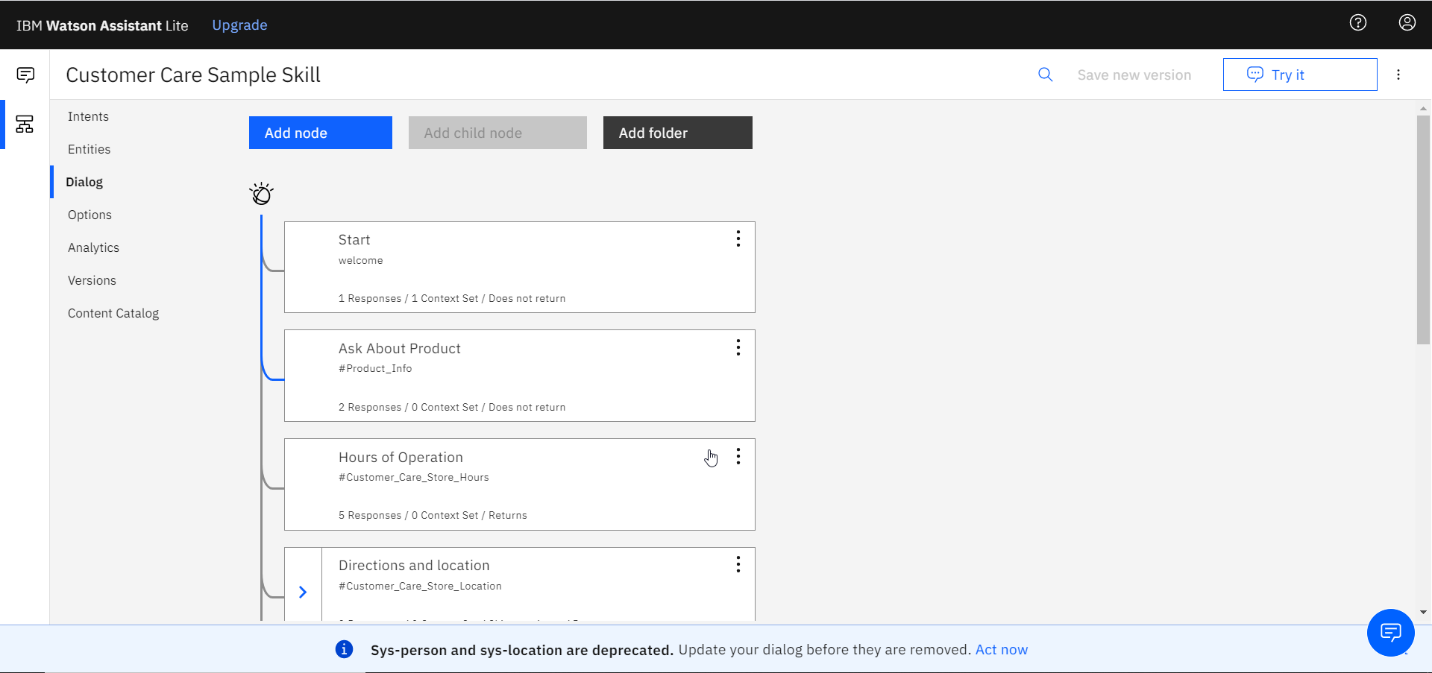 IBM Watson Assistant Lite Upgrade
Customer Care Sample Skill
Save new version
Try it
Intents
Entities
Dialog
Options
Analytics
Versions
Content Catalog
Add node
Add child node
Add folder
Start
welcome
1 Responses / 1 Context Set / Does not return
Ask About Product
#Product_Info
2 Responses / 0 Context Set / Does not return
Hours of Operation
#Customer_Care_Store_Hours
5 Responses / 0 Context Set / Returns
Directions and location
#Customer_Care_Store_Location
Sys-person and sys-location are deprecated. Update your dialog before they are removed. Act now